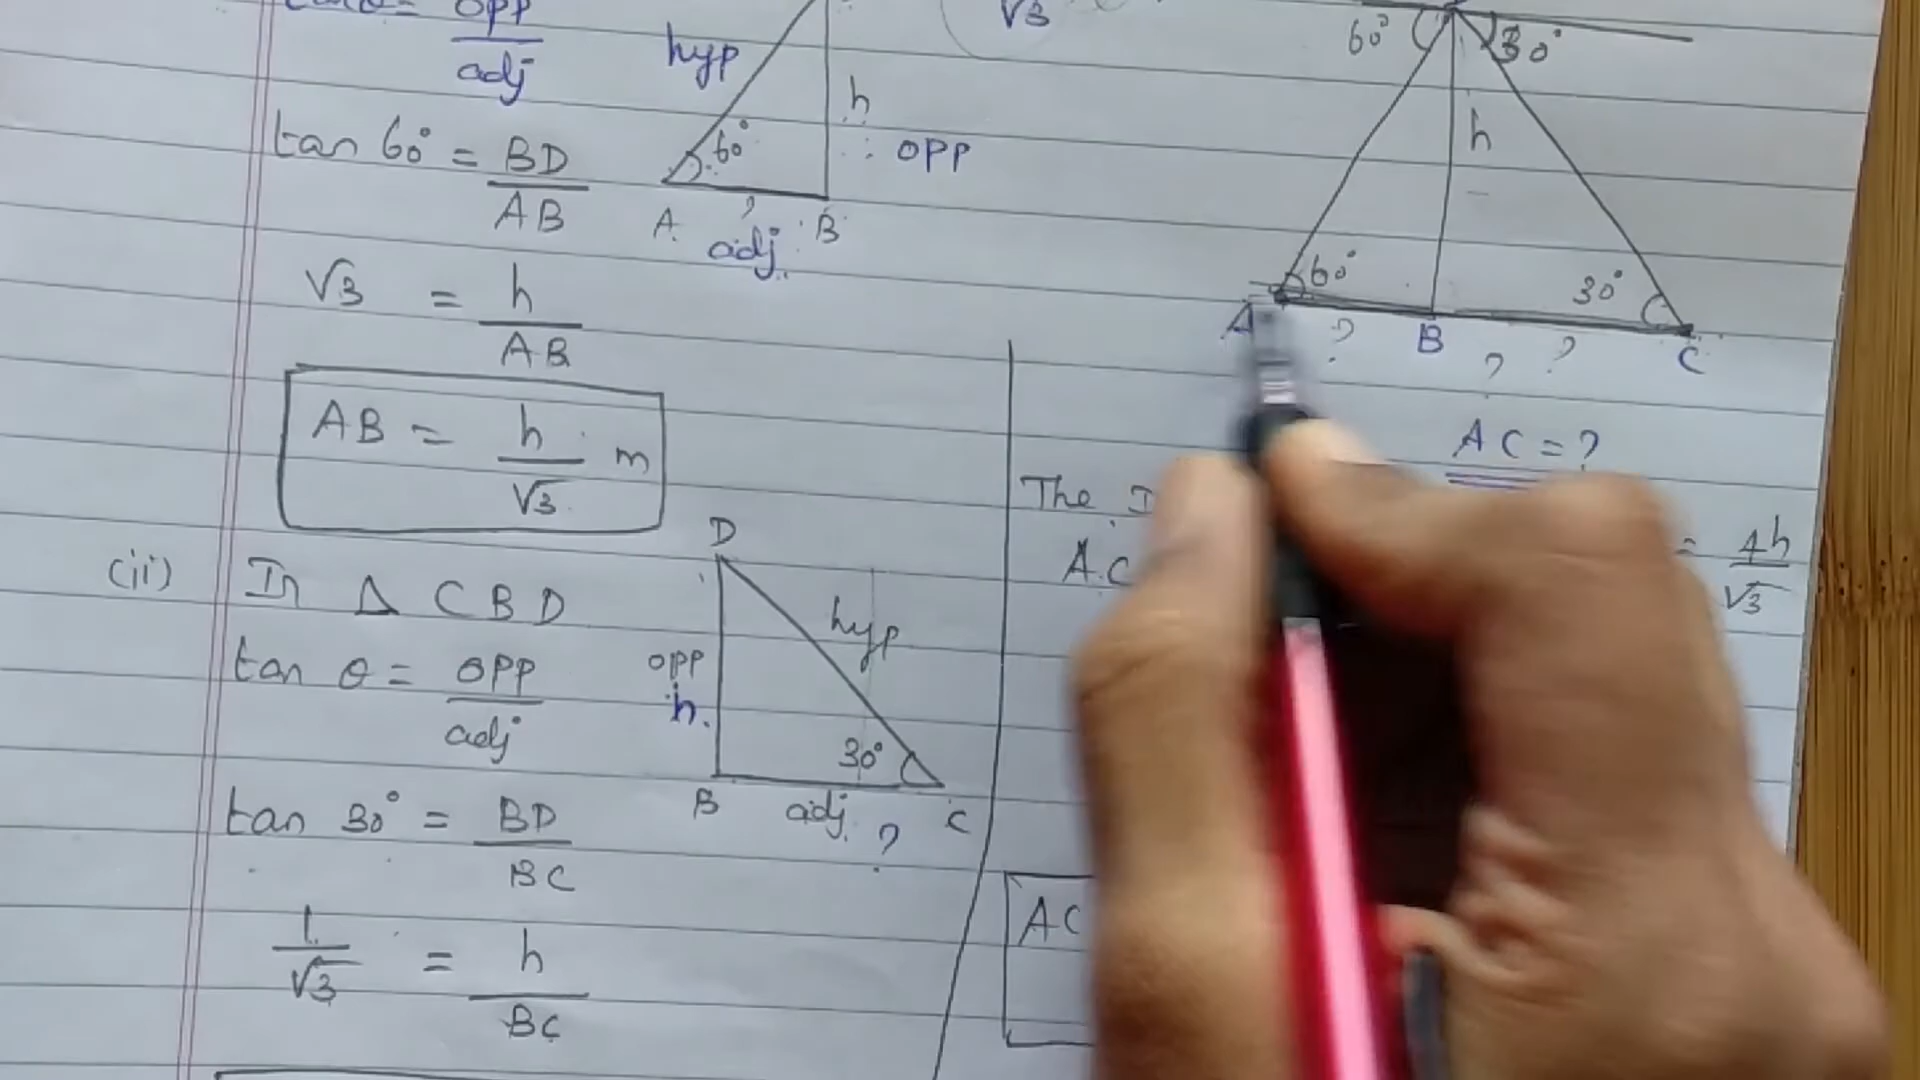 tan θ = opp
adj
hyp
h
opp
60°
tan 60° = BD
AB
A ? B
adj
√3 = h
AB
AB = h m
√3
(ii) In Δ CBD
tan θ = opp
adj
D
hyp
opp
h
30°
B adj ? C
tan 30° = BD
BC
1 = h
√3 BC
√3
60° 30°
h
60° 30°
A ? B ? ? C
AC = ?
The
AC = 4h
√3
AC